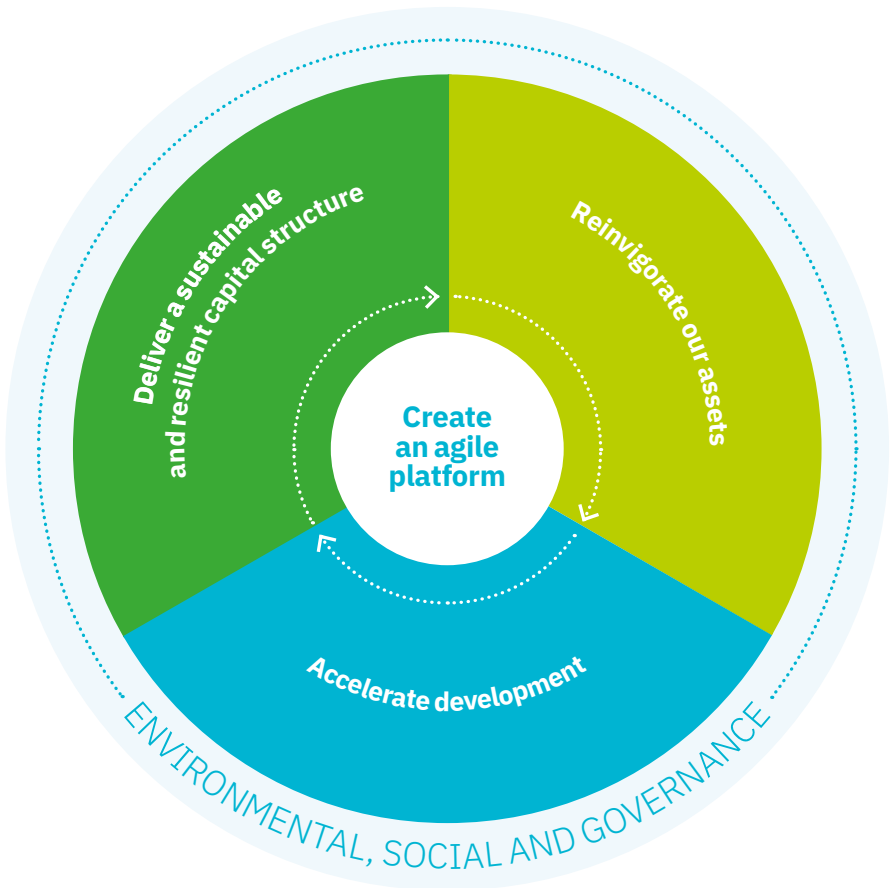 Deliver a sustainable
and resilient capital structure
Reinvigorate our assets
Create
an agile
platform
Accelerate development
ENVIRONMENTAL, SOCIAL AND GOVERNANCE